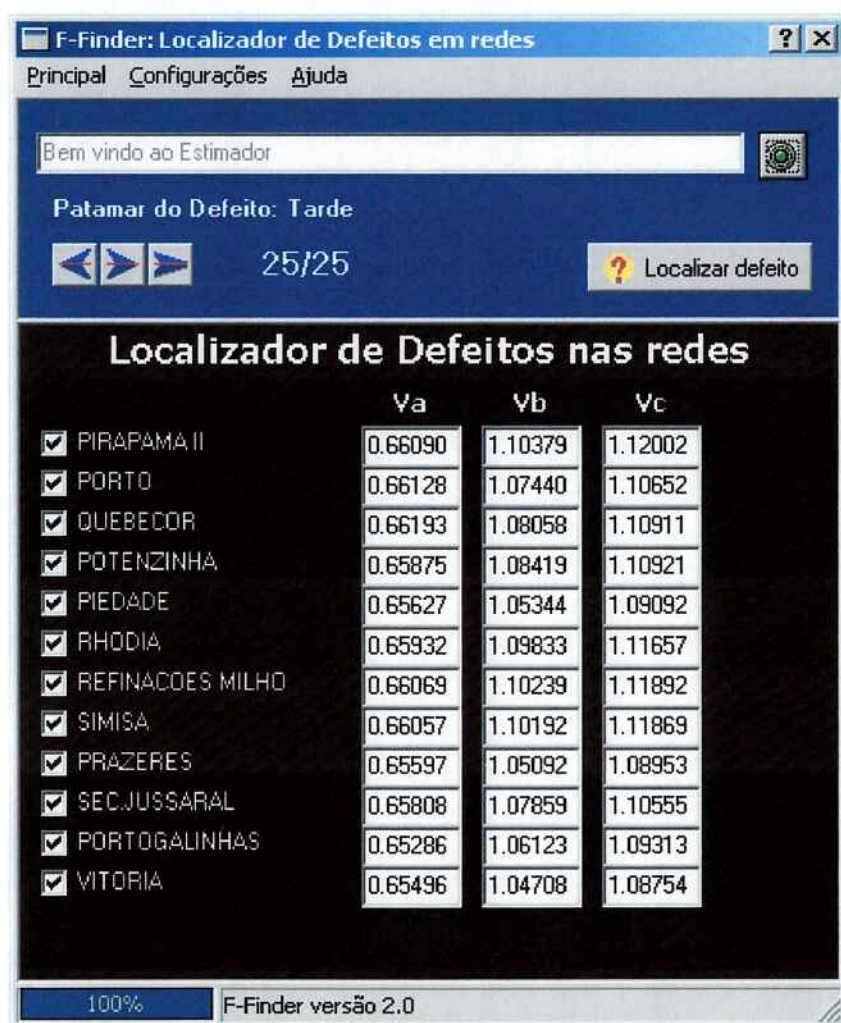 F-Finder: Localizador de Defeitos em redes
Principal Configurações Ajuda
Bem vindo ao Estimador
Patamar do Defeito: Tarde
25/25
? Localizar defeito
Localizador de Defeitos nas redes
Va Vb Vc
PIRAPAMA II 0.66090 1.10379 1.12002
PORTO 0.66128 1.07440 1.10652
QUEBECOR 0.66193 1.08058 1.10911
POTENZINHA 0.65875 1.08419 1.10921
PIEDADE 0.65627 1.05344 1.09092
RHODIA 0.65932 1.09833 1.11657
REFINACOES MILHO 0.66069 1.10239 1.11892
SIMISA 0.66057 1.10192 1.11869
PRAZERES 0.65597 1.05092 1.08953
SEC.JUSSARAL 0.65808 1.07859 1.10555
PORTOGALINHAS 0.65286 1.06123 1.09313
VITORIA 0.65496 1.04708 1.08754
100% F-Finder versão 2.0